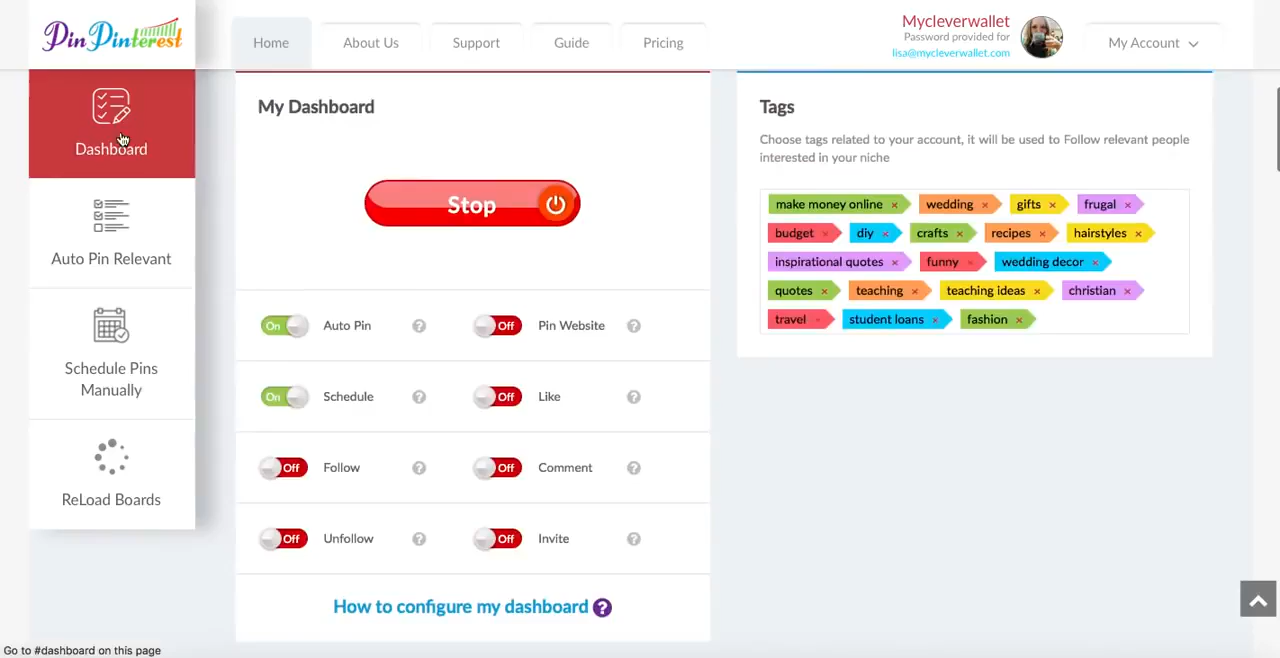 PinPinterest
Home
About Us
Support
Guide
Pricing
Mycleverwallet
Password provided for
lisa@mycleverwallet.com
My Account
Dashboard
Auto Pin Relevant
Schedule Pins
Manually
ReLoad Boards
My Dashboard
Stop
On Auto Pin ? Off Pin Website ?
On Schedule ? Off Like ?
Off Follow ? Off Comment ?
Off Unfollow ? Off Invite ?
How to configure my dashboard ?
Tags
Choose tags related to your account, it will be used to Follow relevant people
interested in your niche
make money online × wedding × gifts × frugal ×
budget × diy × crafts × recipes × hairstyles ×
inspirational quotes × funny × wedding decor ×
quotes × teaching × teaching ideas × christian ×
travel × student loans × fashion ×
Go to #dashboard on this page